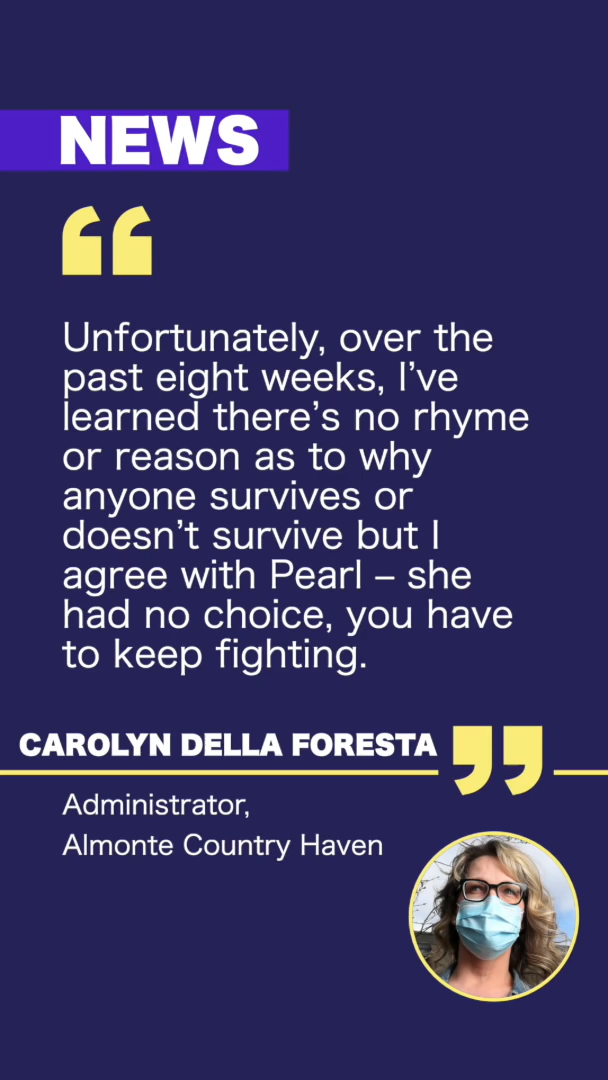 NEWS
“
Unfortunately, over the
past eight weeks, I’ve
learned there’s no rhyme
or reason as to why
anyone survives or
doesn’t survive but I
agree with Pearl – she
had no choice, you have
to keep fighting.
CAROLYN DELLA FORESTA ”
Administrator,
Almonte Country Haven